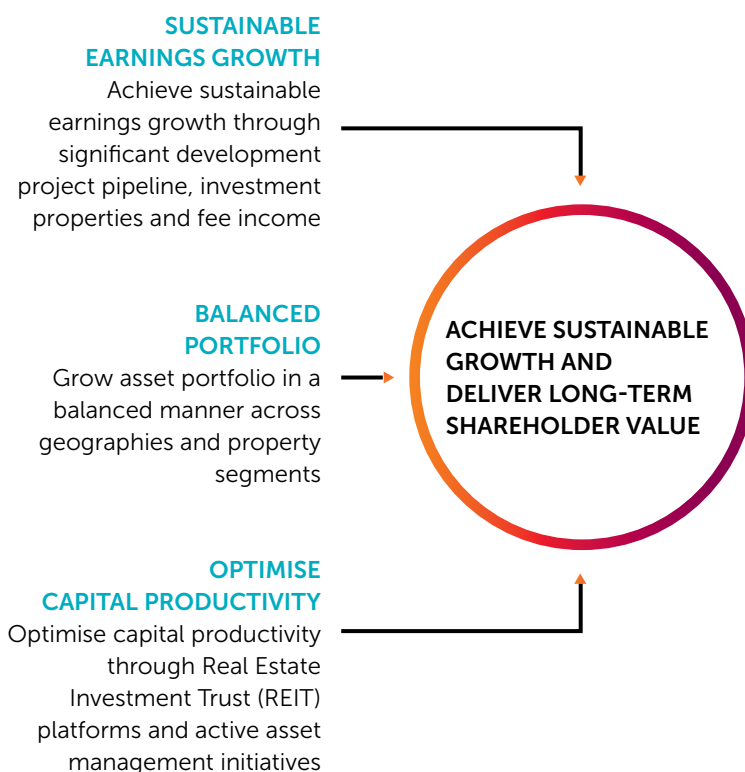 SUSTAINABLE
EARNINGS GROWTH
Achieve sustainable
earnings growth through
significant development
project pipeline, investment
properties and fee income
BALANCED
PORTFOLIO
Grow asset portfolio in a
balanced manner across
geographies and property
segments
OPTIMISE
CAPITAL PRODUCTIVITY
Optimise capital productivity
through Real Estate
Investment Trust (REIT)
platforms and active asset
management initiatives
ACHIEVE SUSTAINABLE
GROWTH AND
DELIVER LONG-TERM
SHAREHOLDER VALUE